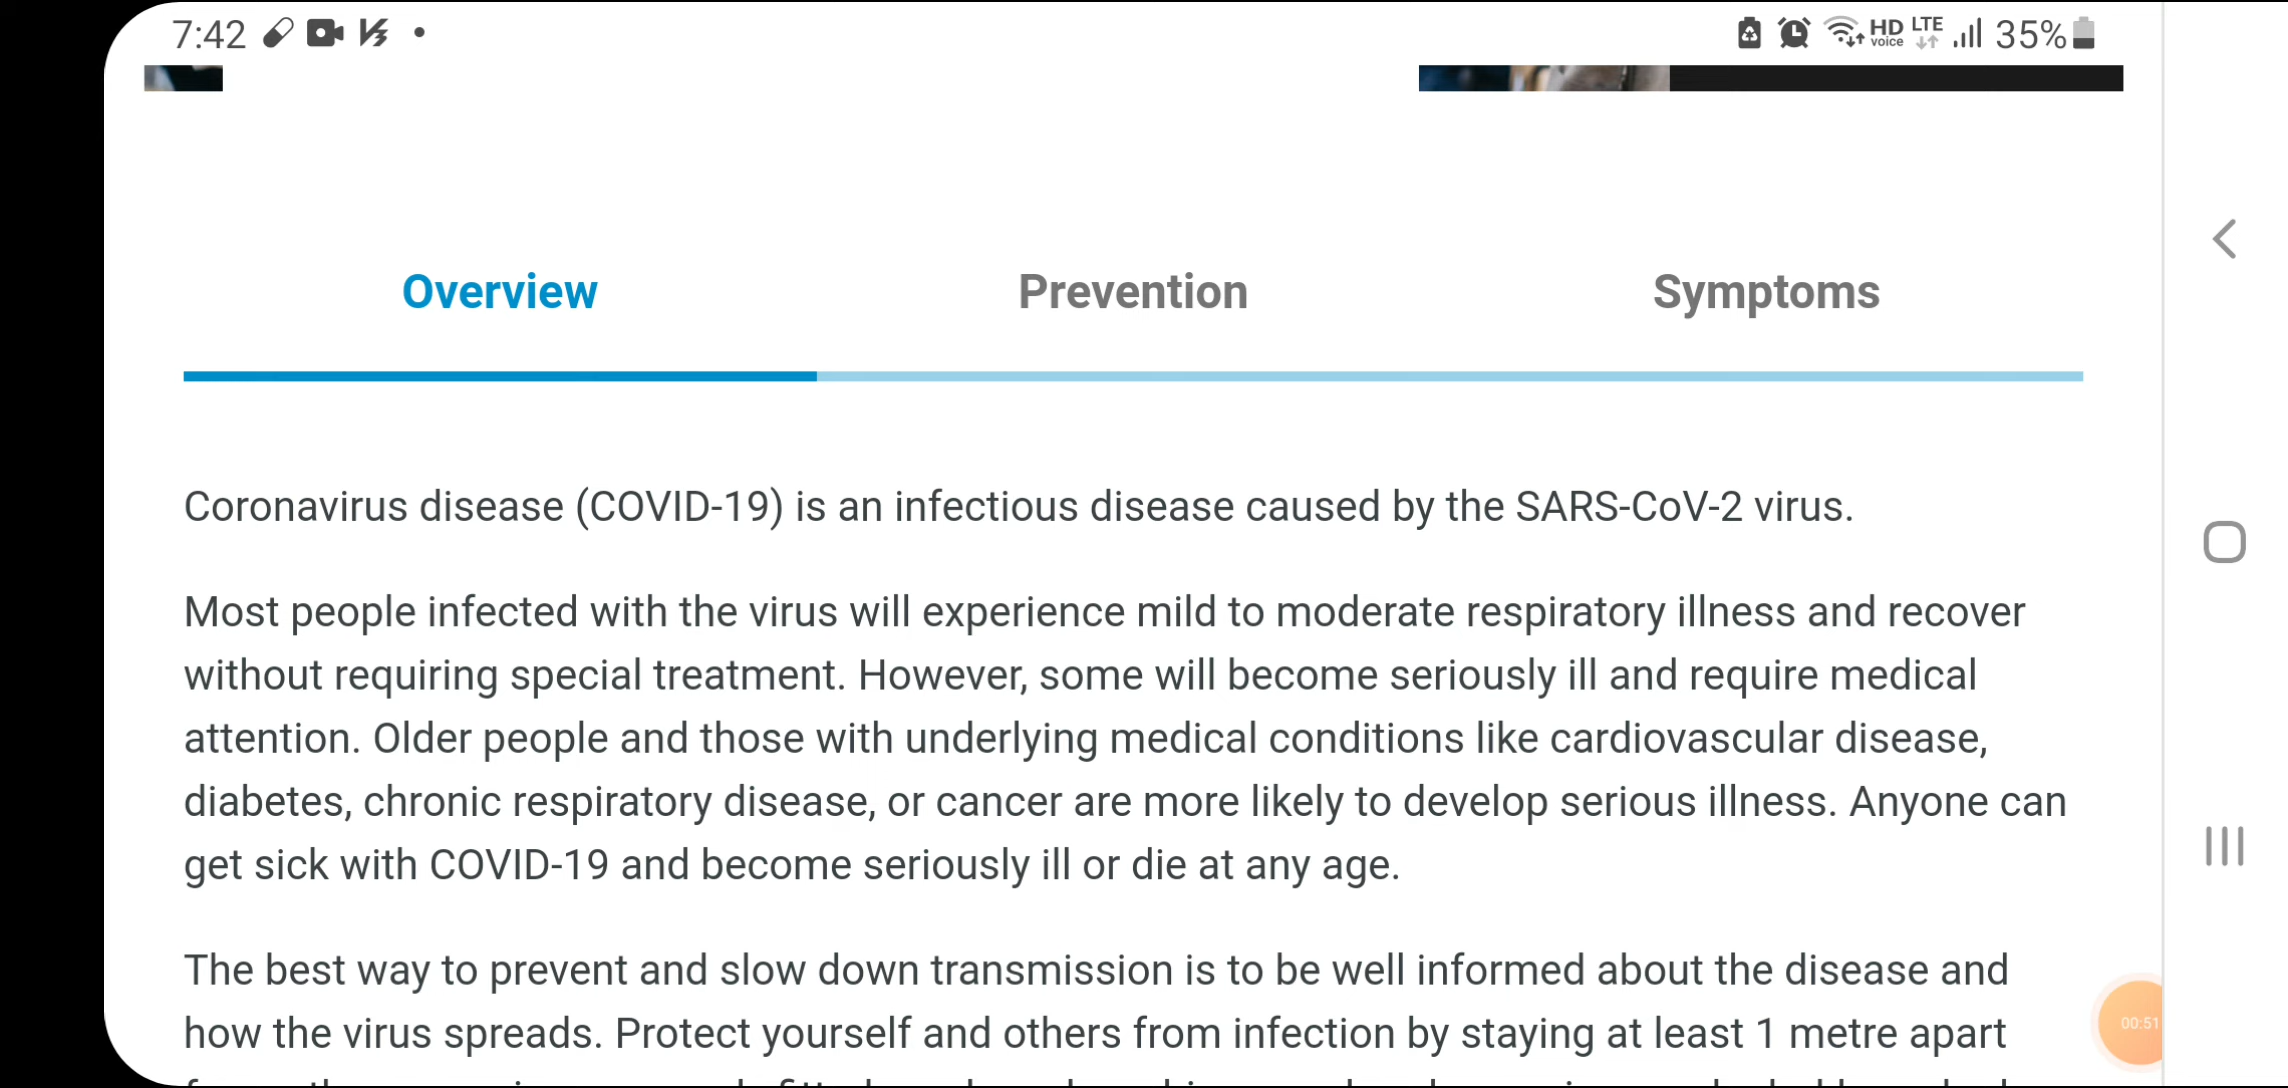 7:42
HD voice LTE 35%
Overview Prevention Symptoms
Coronavirus disease (COVID-19) is an infectious disease caused by the SARS-CoV-2 virus.
Most people infected with the virus will experience mild to moderate respiratory illness and recover
without requiring special treatment. However, some will become seriously ill and require medical
attention. Older people and those with underlying medical conditions like cardiovascular disease,
diabetes, chronic respiratory disease, or cancer are more likely to develop serious illness. Anyone can
get sick with COVID-19 and become seriously ill or die at any age.
The best way to prevent and slow down transmission is to be well informed about the disease and
how the virus spreads. Protect yourself and others from infection by staying at least 1 metre apart
00:51